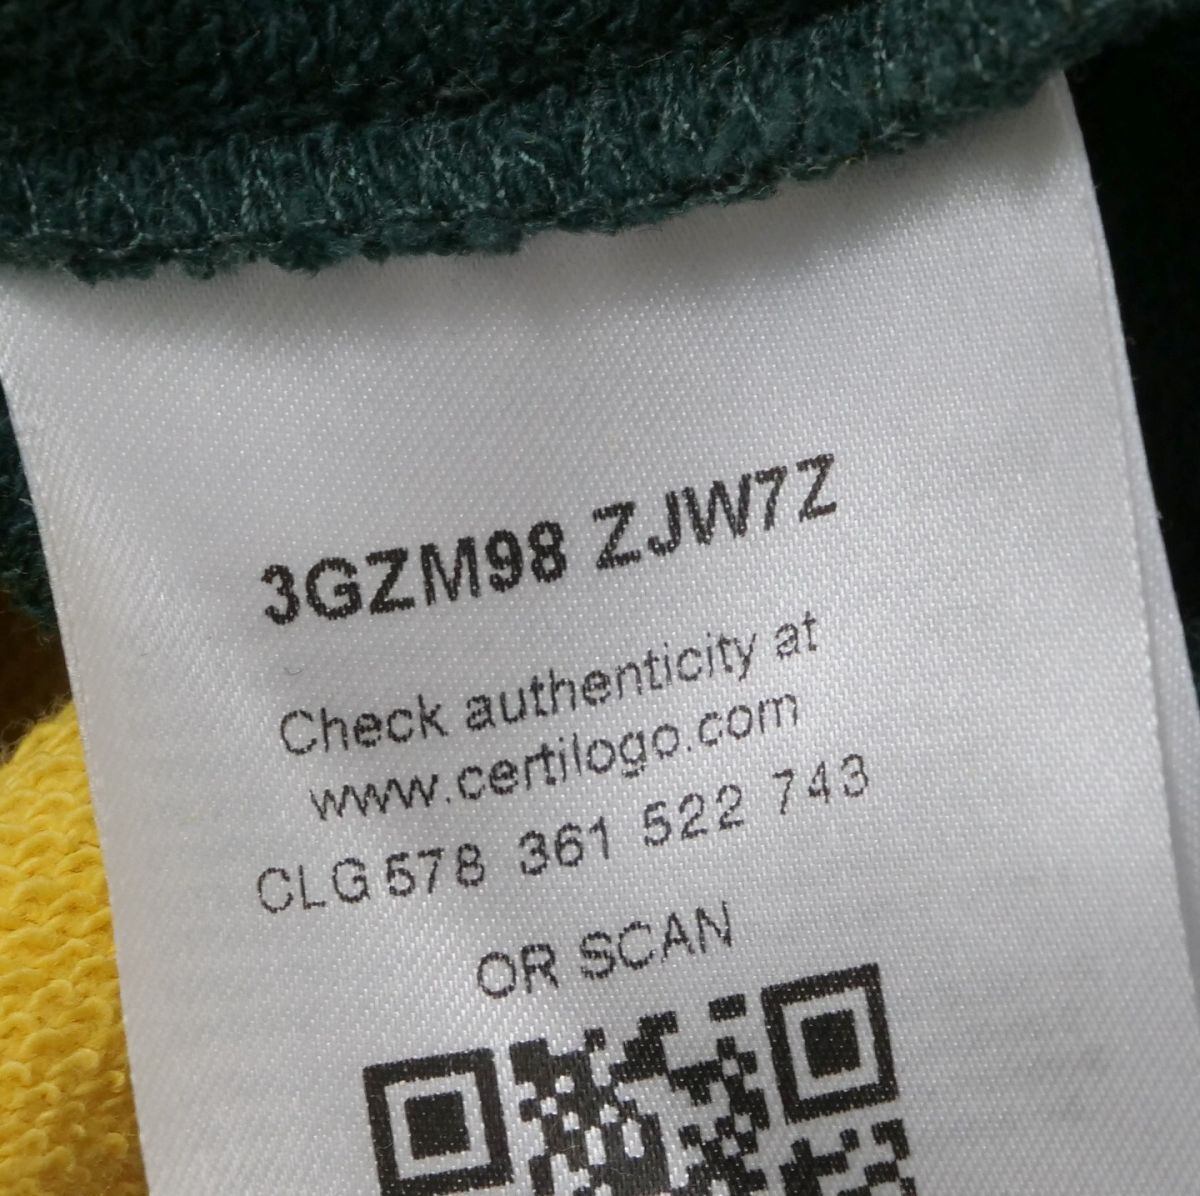 3GZM98 ZJW7Z
Check authenticity at
www.certilogo.com
CLG 578 361 522 743
OR SCAN